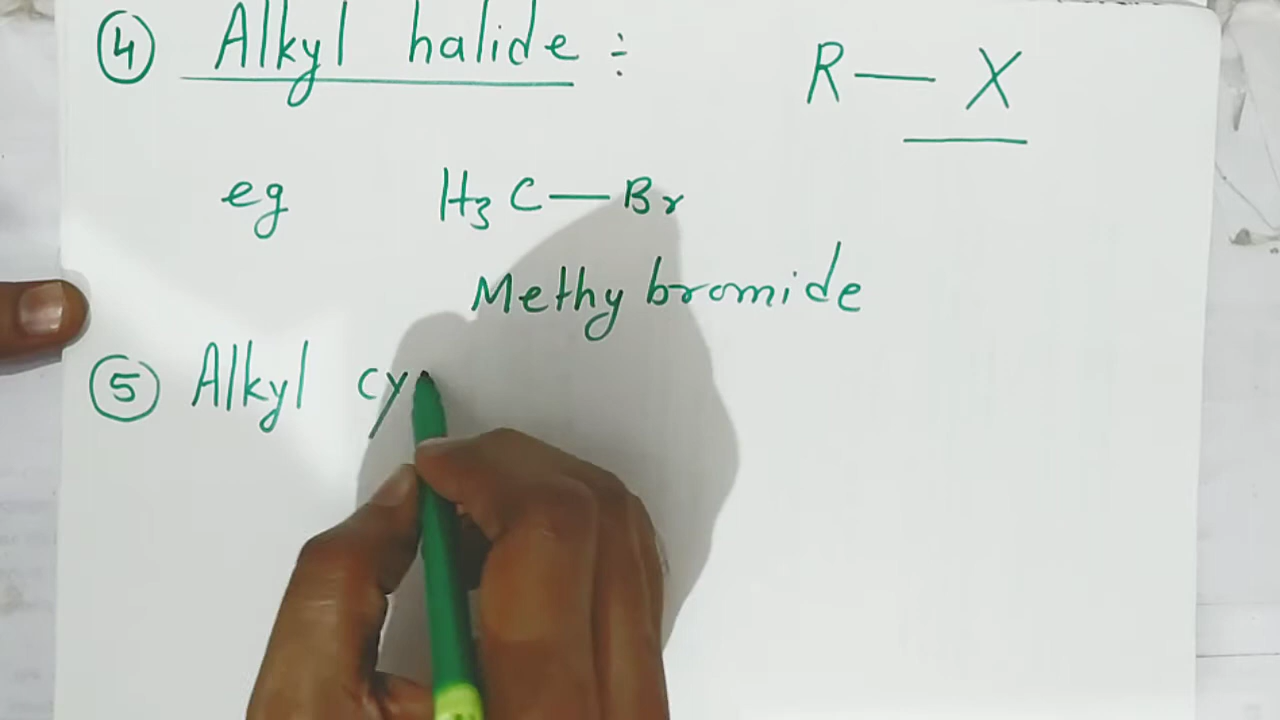 4 Alkyl halide ÷ R — X
eg H₃C — Br
Methy bromide
5 Alkyl cy